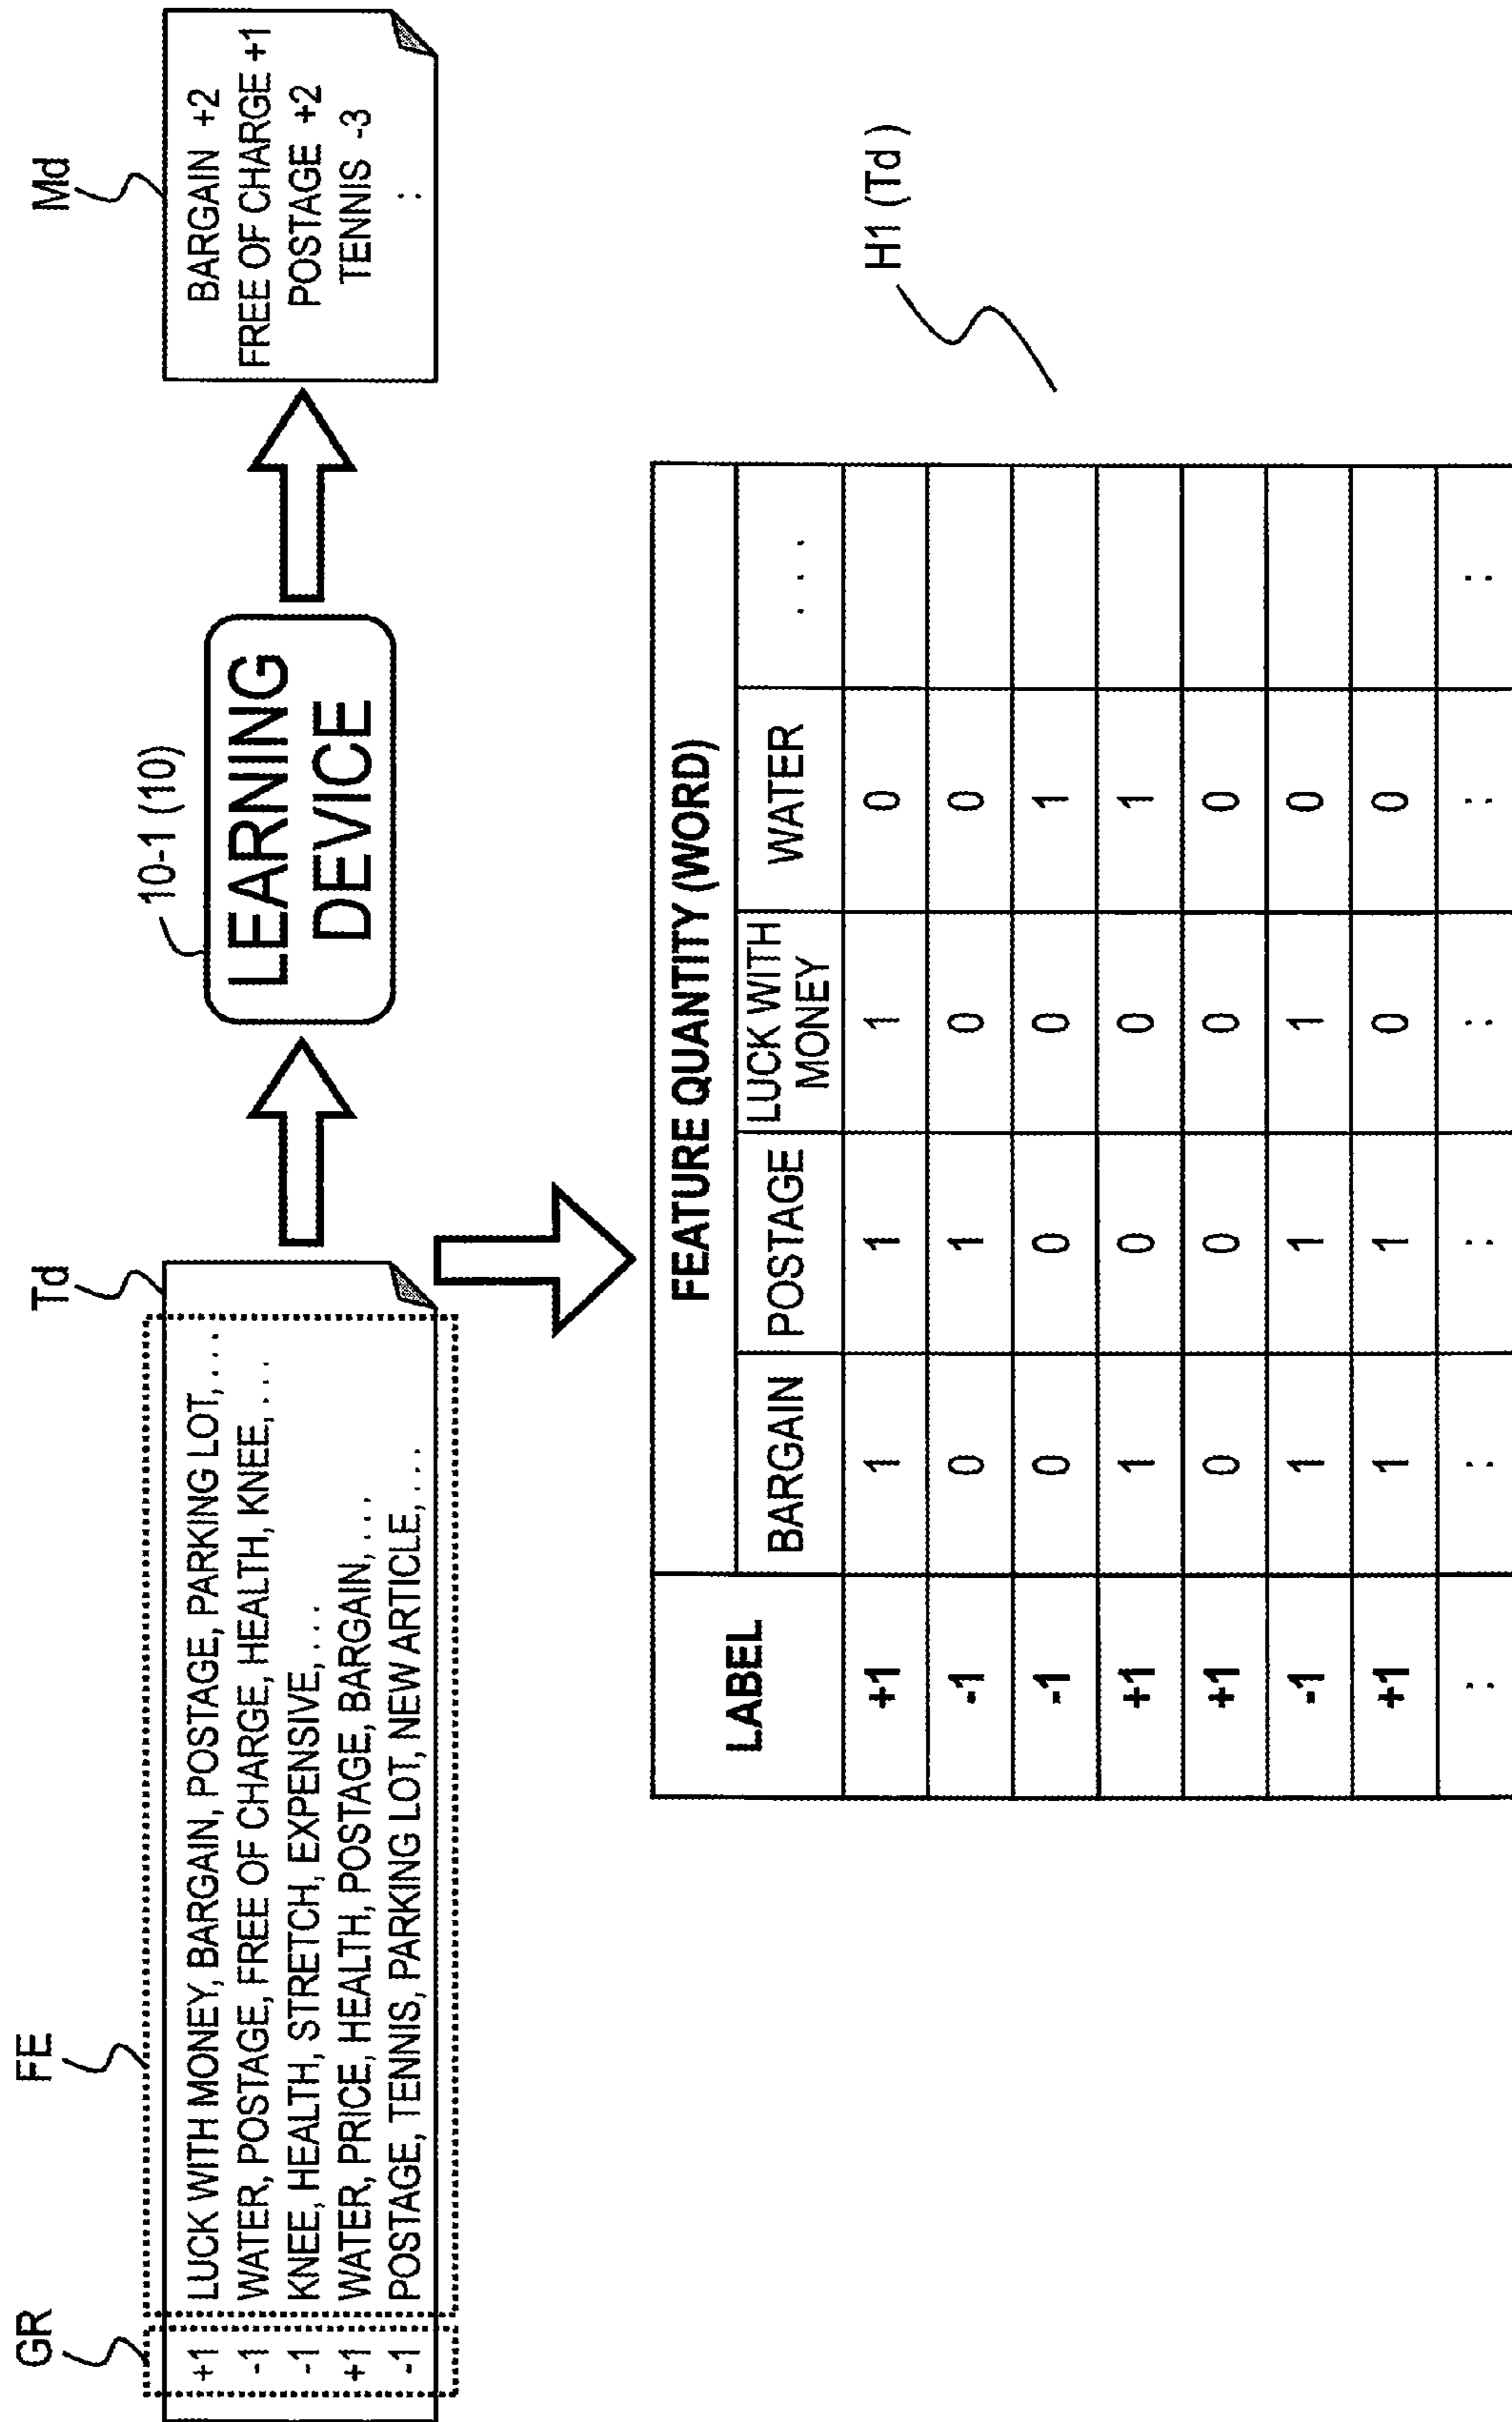 GR
FE
Td
+1 LUCK WITH MONEY, BARGAIN, POSTAGE, PARKING LOT, . . .
-1 WATER, POSTAGE, FREE OF CHARGE, HEALTH, KNEE, . . .
-1 KNEE, HEALTH, STRETCH, EXPENSIVE, . . .
+1 WATER, PRICE, HEALTH, POSTAGE, BARGAIN, . . .
-1 POSTAGE, TENNIS, PARKING LOT, NEW ARTICLE, . . .
10-1 (10)
LEARNING
DEVICE
Md
BARGAIN +2
FREE OF CHARGE +1
POSTAGE +2
TENNIS -3
:
LABEL FEATURE QUANTITY (WORD)
BARGAIN POSTAGE LUCK WITH MONEY WATER . . .
+1 1 1 1 0
-1 0 1 0 0
-1 0 0 0 1
+1 1 0 0 1
+1 0 0 0 0
-1 1 1 1 0
+1 1 1 0 0
: : : : : :
H1 (Td )